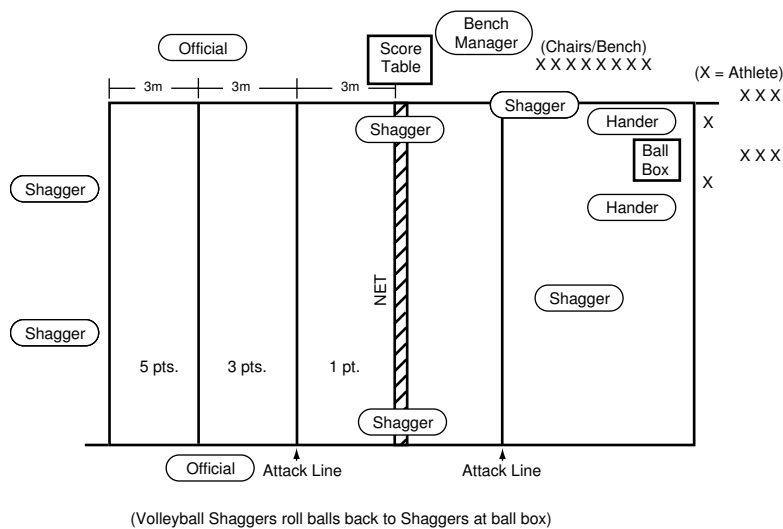 Bench
Manager
Official
Score
Table
(Chairs/Bench)
X X X X X X X X
(X = Athlete)
3m
3m
3m
X X X
Shagger
Hander
Shagger
X
Ball
Box
X X X
Shagger
X
Hander
NET
Shagger
Shagger
5 pts.
3 pts.
1 pt.
Shagger
Official
Attack Line
Attack Line
(Volleyball Shaggers roll balls back to Shaggers at ball box)